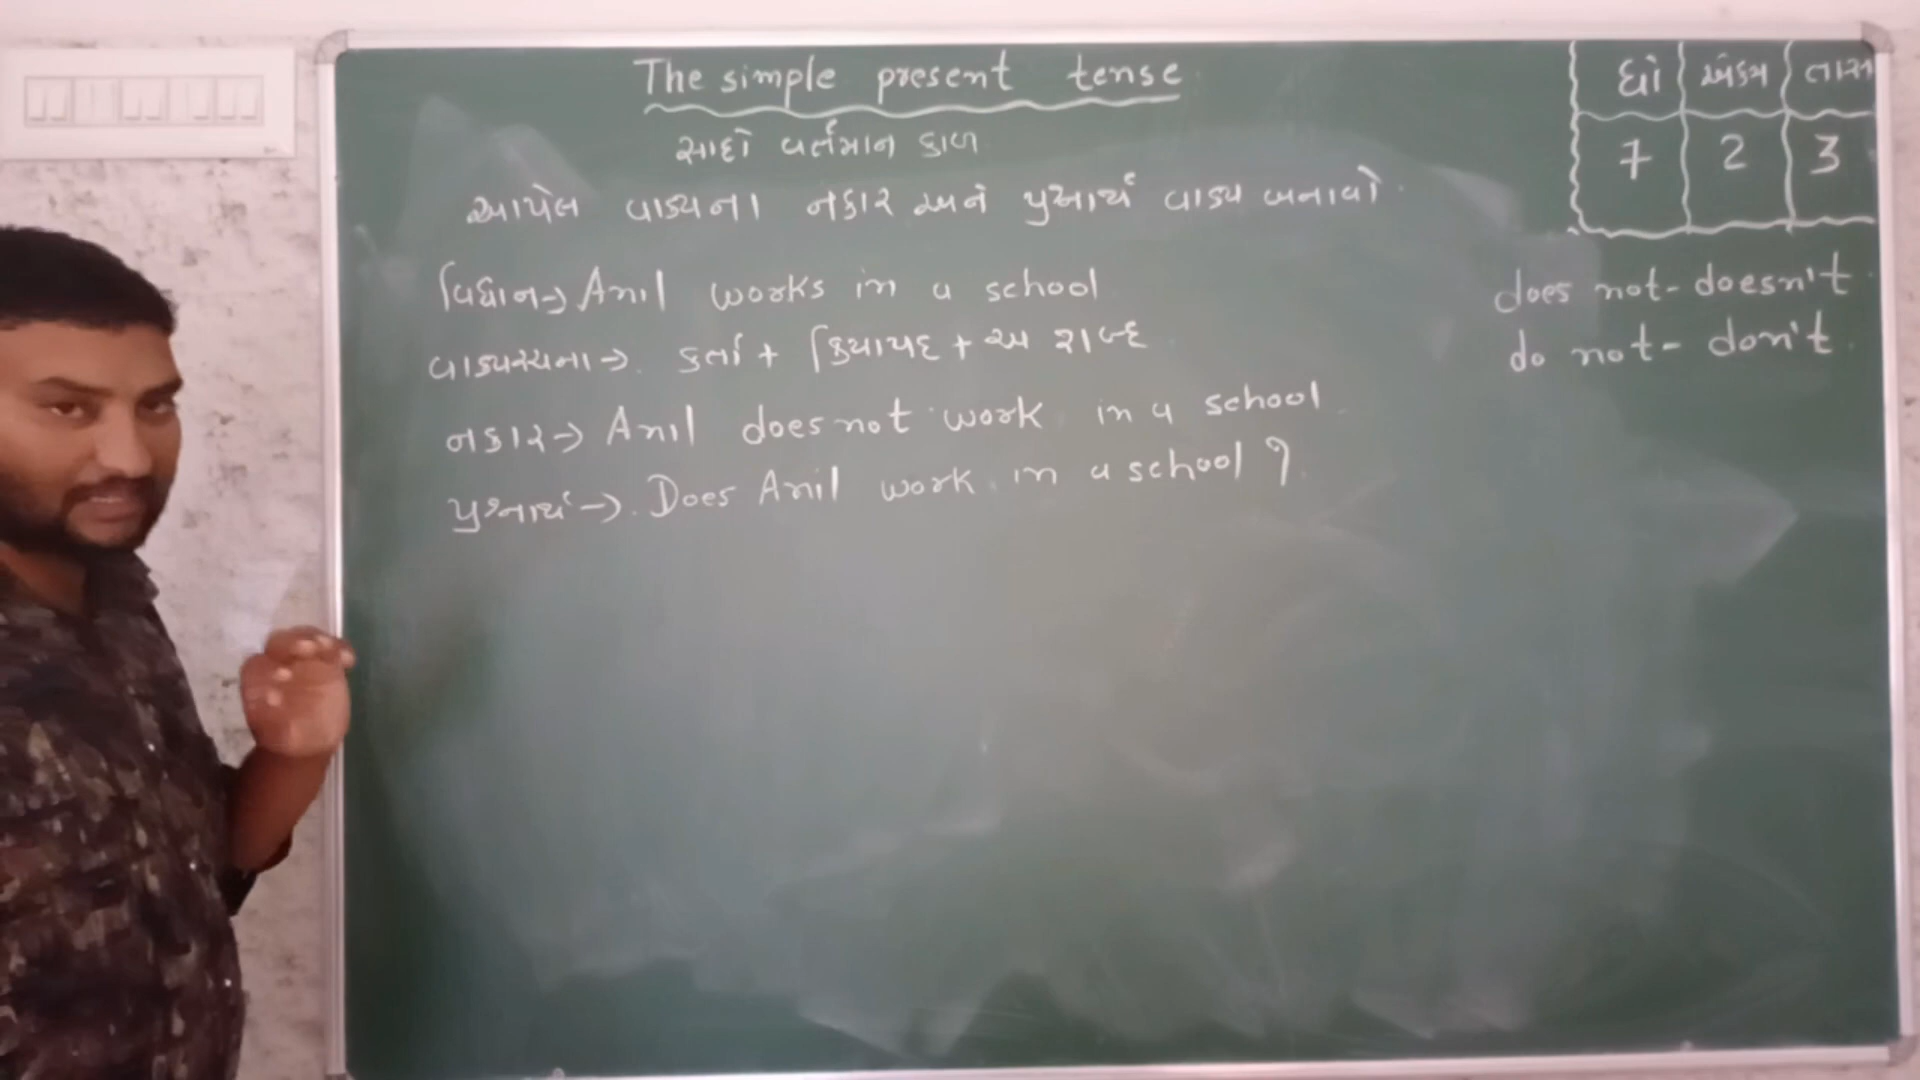 The simple present tense
સાદો વર્તમાન કાળ
આપેલ વાક્યના નકાર અને પ્રશ્નાર્થ વાક્ય બનાવો.
ધો એકમ તાસ
7 2 3
વિધાન→ Anil works in a school
does not - doesn't
વાક્યરચના→ કર્તા + ક્રિયાપદ + અ શબ્દ
do not - don't
નકાર→ Anil does not work in a school
પ્રશ્નાર્થ→ Does Anil work in a school ?